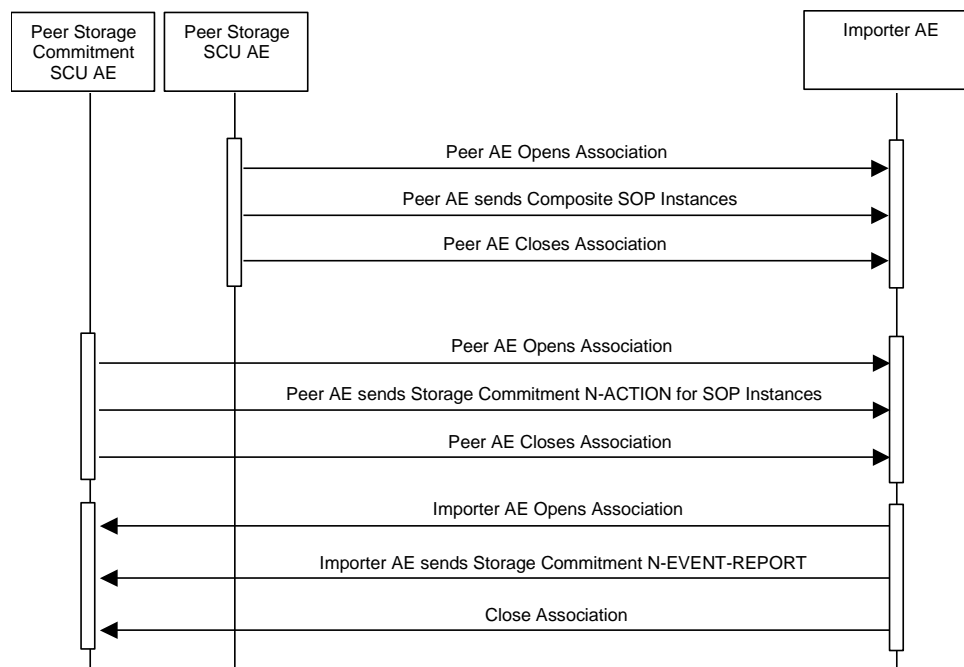 Peer Storage
Commitment
SCU AE
Peer Storage
SCU AE
Importer AE
Peer AE Opens Association
Peer AE sends Composite SOP Instances
Peer AE Closes Association
Peer AE Opens Association
Peer AE sends Storage Commitment N-ACTION for SOP Instances
Peer AE Closes Association
Importer AE Opens Association
Importer AE sends Storage Commitment N-EVENT-REPORT
Close Association